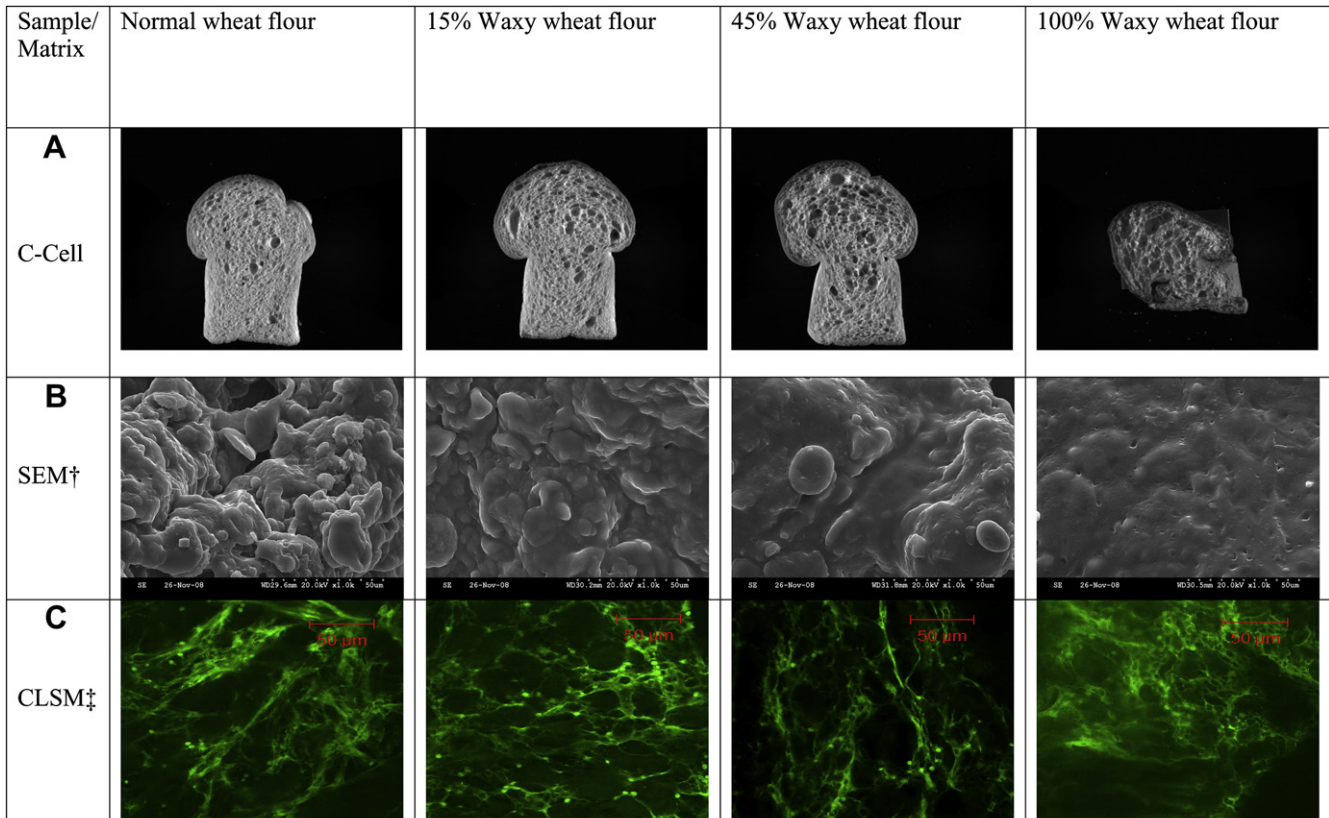 Sample/
Matrix
Normal wheat flour
15% Waxy wheat flour
45% Waxy wheat flour
100% Waxy wheat flour
A
C-Cell
B
SEM†
SE 26-Nov-08 WD29.6mm 20.0kV x1.0k 50um
SE 26-Nov-08 WD30.2mm 20.0kV x1.0k 50um
SE 26-Nov-08 WD31.8mm 20.0kV x1.0k 50um
SE 26-Nov-08 WD30.5mm 20.0kV x1.0k 50um
C
CLSM‡
50 µm
50 µm
50 µm
50 µm